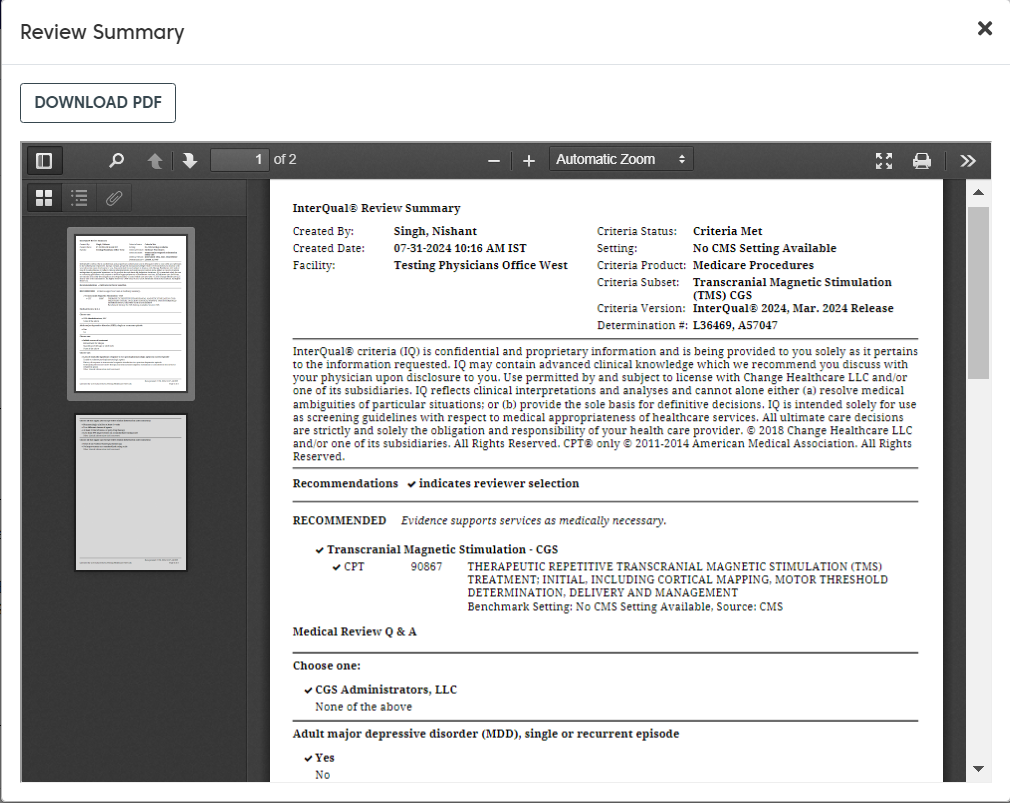 Review Summary
DOWNLOAD PDF
1 of 2
Automatic Zoom
InterQual® Review Summary
Created By: Singh, Nishant
Created Date: 07-31-2024 10:16 AM IST
Facility: Testing Physicians Office West
Criteria Status: Criteria Met
Setting: No CMS Setting Available
Criteria Product: Medicare Procedures
Criteria Subset: Transcranial Magnetic Stimulation
(TMS) CGS
Criteria Version: InterQual® 2024, Mar. 2024 Release
Determination #: L36469, A57047
InterQual® criteria (IQ) is confidential and proprietary information and is being provided to you solely as it pertains
to the information requested. IQ may contain advanced clinical knowledge which we recommend you discuss with
your physician upon disclosure to you. Use permitted by and subject to license with Change Healthcare LLC and/or
one of its subsidiaries. IQ reflects clinical interpretations and analyses and cannot alone either (a) resolve medical
ambiguities of particular situations; or (b) provide the sole basis for definitive decisions. IQ is intended solely for use
as screening guidelines with respect to medical appropriateness of healthcare services. All ultimate care decisions
are strictly and solely the obligation and responsibility of your health care provider. © 2018 Change Healthcare LLC
and/or one of its subsidiaries. All Rights Reserved. CPT® only © 2011-2014 American Medical Association. All Rights
Reserved.
Recommendations ✔ indicates reviewer selection
RECOMMENDED Evidence supports services as medically necessary.
✔ Transcranial Magnetic Stimulation - CGS
✔ CPT 90867 THERAPEUTIC REPETITIVE TRANSCRANIAL MAGNETIC STIMULATION (TMS)
TREATMENT; INITIAL, INCLUDING CORTICAL MAPPING, MOTOR THRESHOLD
DETERMINATION, DELIVERY AND MANAGEMENT
Benchmark Setting: No CMS Setting Available, Source: CMS
Medical Review Q & A
Choose one:
✔ CGS Administrators, LLC
None of the above
Adult major depressive disorder (MDD), single or recurrent episode
✔ Yes
No